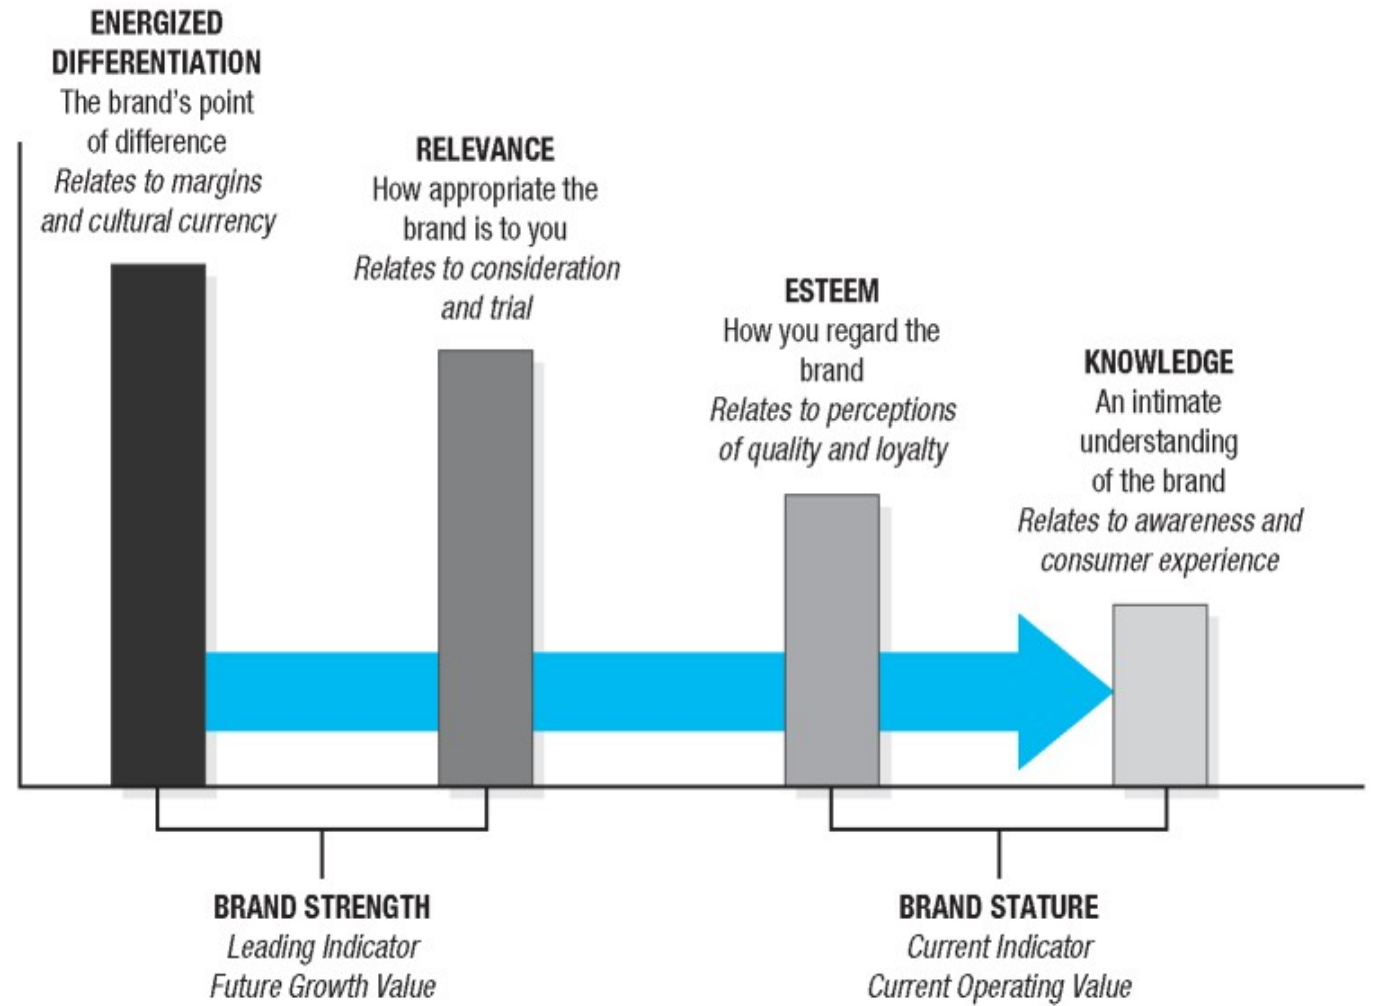 ENERGIZED
DIFFERENTIATION
The brand's point
of difference
Relates to margins
and cultural currency
RELEVANCE
How appropriate the
brand is to you
Relates to consideration
and trial
ESTEEM
How you regard the
brand
Relates to perceptions
of quality and loyalty
KNOWLEDGE
An intimate
understanding
of the brand
Relates to awareness and
consumer experience
BRAND STRENGTH
Leading Indicator
Future Growth Value
BRAND STATURE
Current Indicator
Current Operating Value